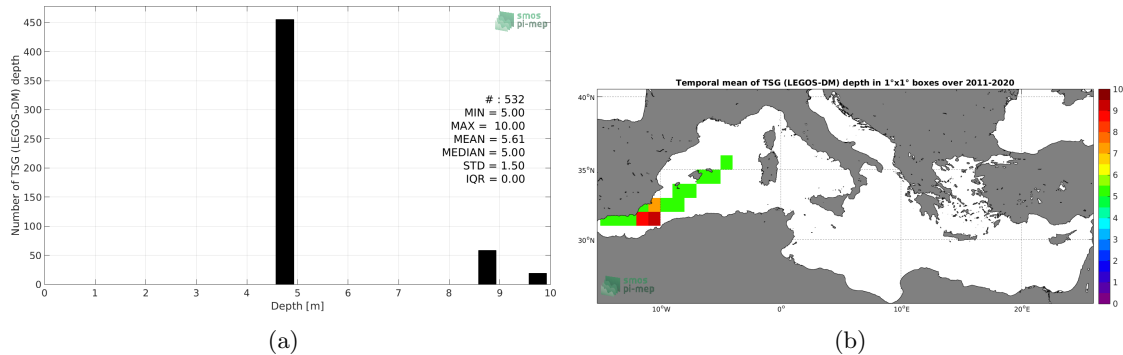 450
400
350
300
250
200
150
100
50
0
Number of TSG (LEGOS-DM) depth
smos
pi-mep
# : 532
MIN = 5.00
MAX = 10.00
MEAN = 5.61
MEDIAN = 5.00
STD = 1.50
IQR = 0.00
0 1 2 3 4 5 6 7 8 9 10
Depth [m]
(a)
Temporal mean of TSG (LEGOS-DM) depth in 1°x1° boxes over 2011-2020
40°N
35°N
30°N
smos
pi-mep
10°W 0° 10°E 20°E
10
9
8
7
6
5
4
3
2
1
0
(b)